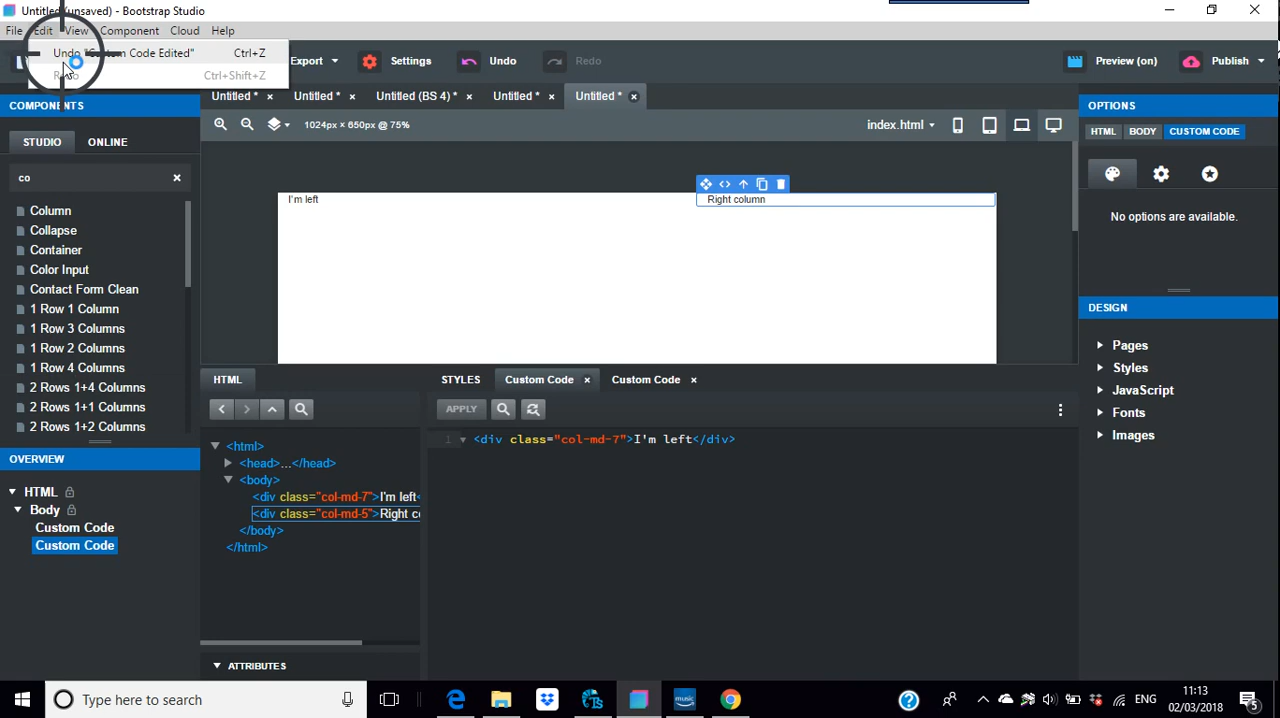 Untitled (unsaved) - Bootstrap Studio
File Edit View Component Cloud Help
Undo "Custom Code Edited" Ctrl+Z
Redo Ctrl+Shift+Z
Export Settings Undo Redo Preview (on) Publish
COMPONENTS
Untitled * × Untitled * × Untitled (BS 4) * × Untitled * × Untitled * ×
OPTIONS
1024px × 650px @ 75% index.html
HTML BODY CUSTOM CODE
STUDIO ONLINE
co
No options are available.
Column
Collapse
Container
Color Input
Contact Form Clean
1 Row 1 Column
1 Row 3 Columns
1 Row 2 Columns
1 Row 4 Columns
2 Rows 1+4 Columns
2 Rows 1+1 Columns
2 Rows 1+2 Columns
I'm left
Right column
DESIGN
Pages
Styles
JavaScript
Fonts
Images
HTML
STYLES Custom Code × Custom Code ×
APPLY
1 <div class="col-md-7">I'm left</div>
<html>
<head>...</head>
<body>
<div class="col-md-7">I'm left<
<div class="col-md-5">Right co
</body>
</html>
ATTRIBUTES
OVERVIEW
HTML
Body
Custom Code
Custom Code
Type here to search
music
ENG
11:13
02/03/2018
5